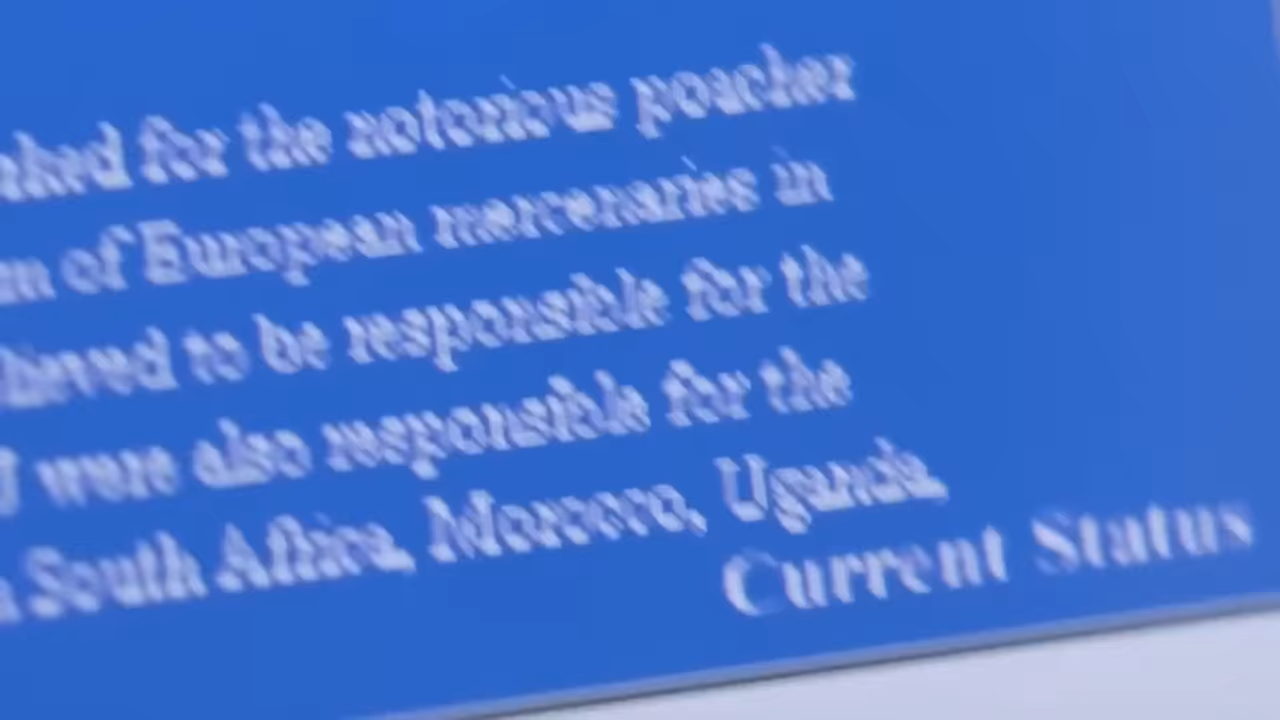 for the notorious poacher
of European mercenaries in
to be responsible for the
were also responsible for the
South Africa, Morocco, Uganda,
Current Status